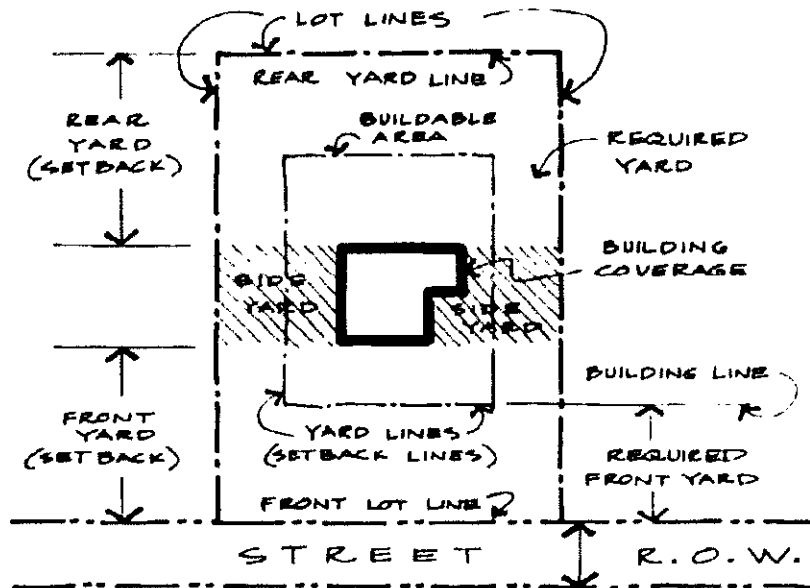 LOT LINES
REAR YARD LINE
REAR
YARD
(SETBACK)
BUILDABLE
AREA
REQUIRED
YARD
SIDE
YARD
BUILDING
COVERAGE
SIDE
YARD
BUILDING LINE
FRONT
YARD
(SETBACK)
YARD LINES
(SETBACK LINES)
REQUIRED
FRONT YARD
FRONT LOT LINE
STREET R.O.W.